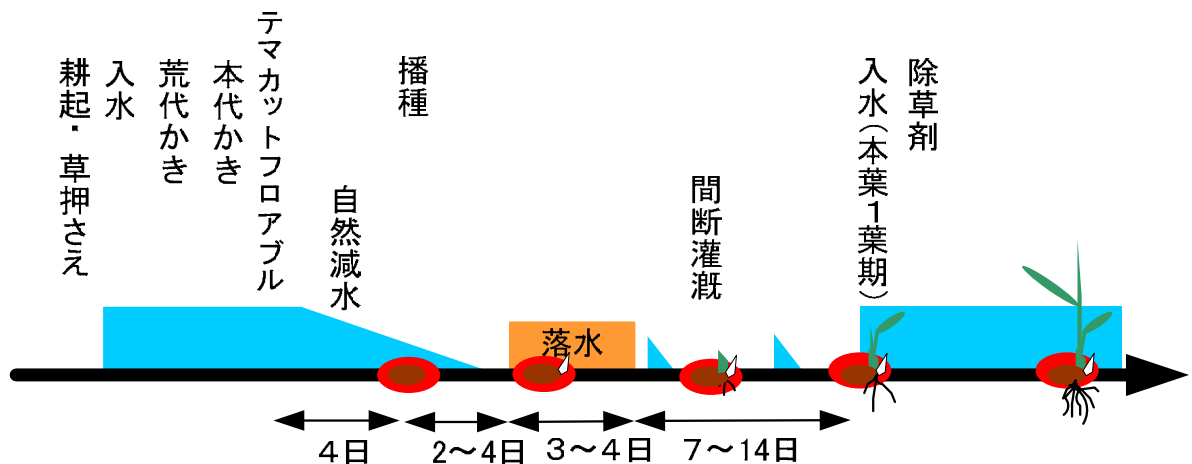 耕起・草押さえ
入水
荒代かき
本代かき
テマカットフロアブル
自然減水
播種
落水
間断灌漑
入水(本葉1葉期)
除草剤
4日
2～4日
3～4日
7～14日